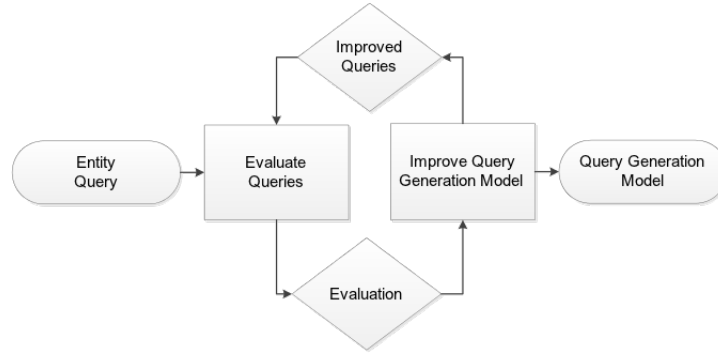 Improved
Queries
Entity
Query
Evaluate
Queries
Improve Query
Generation Model
Query Generation
Model
Evaluation